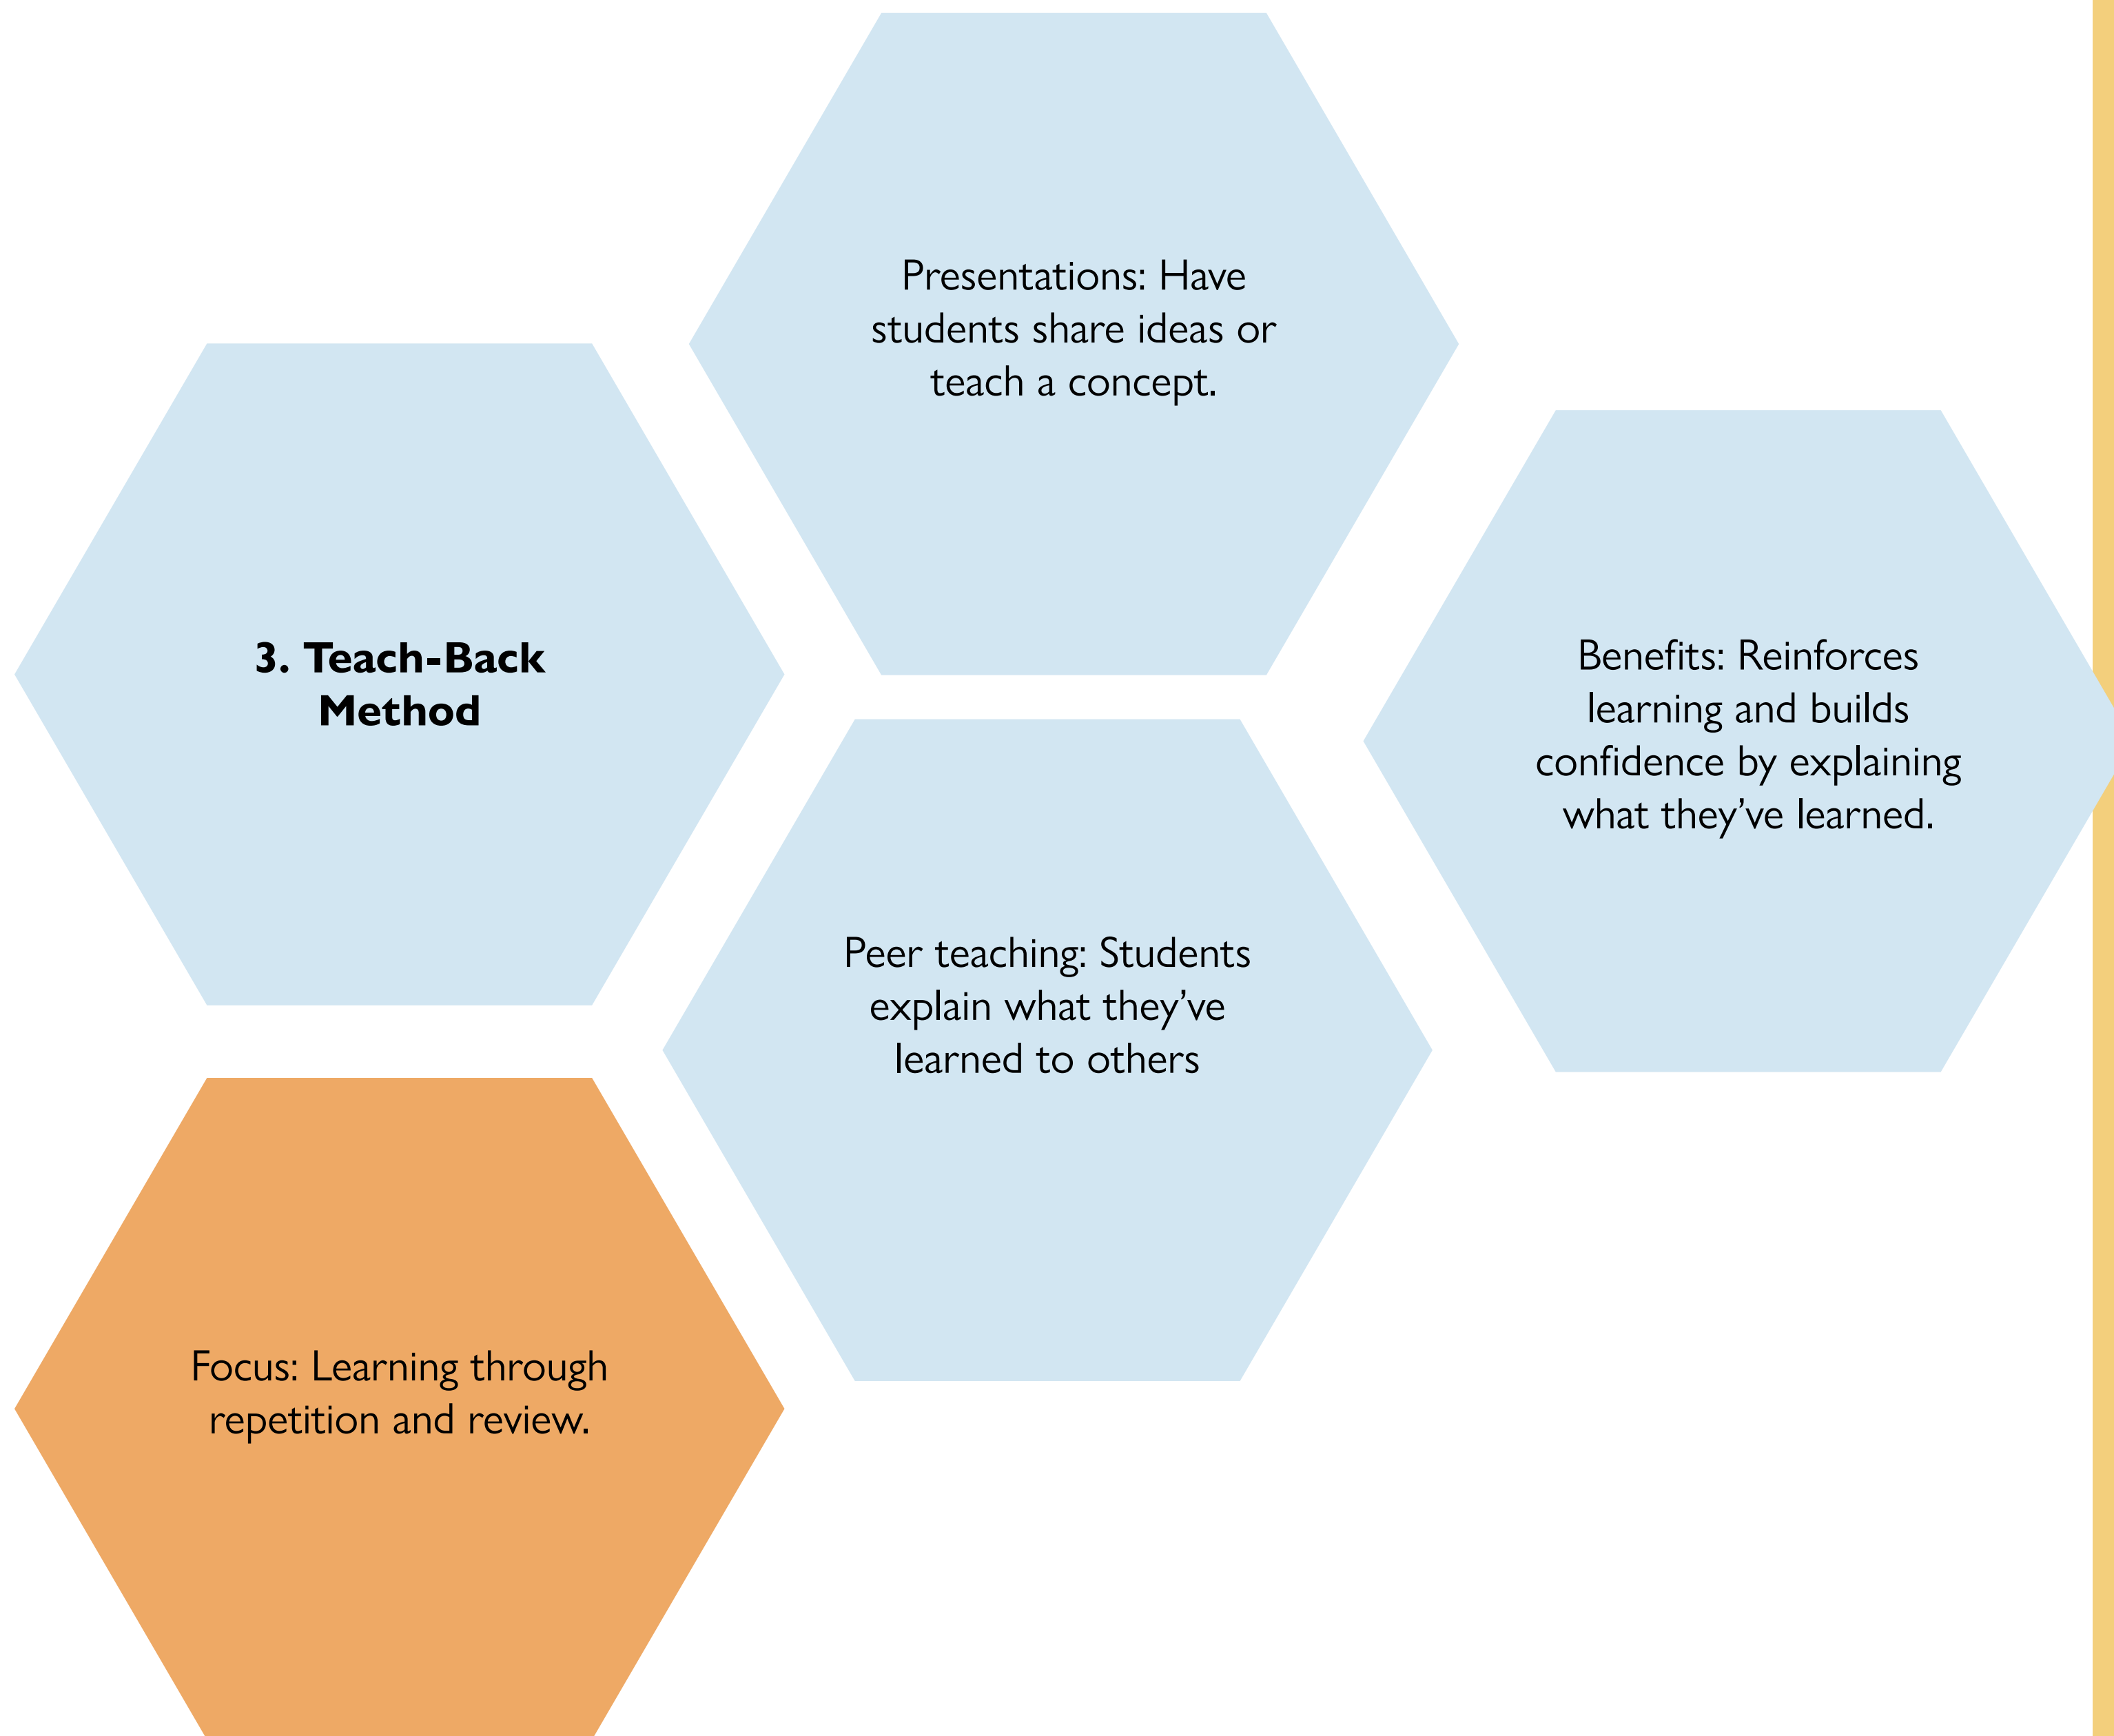 3. Teach-Back
Method
Presentations: Have
students share ideas or
teach a concept.
Peer teaching: Students
explain what they’ve
learned to others
Benefits: Reinforces
learning and builds
confidence by explaining
what they’ve learned.
Focus: Learning through
repetition and review.